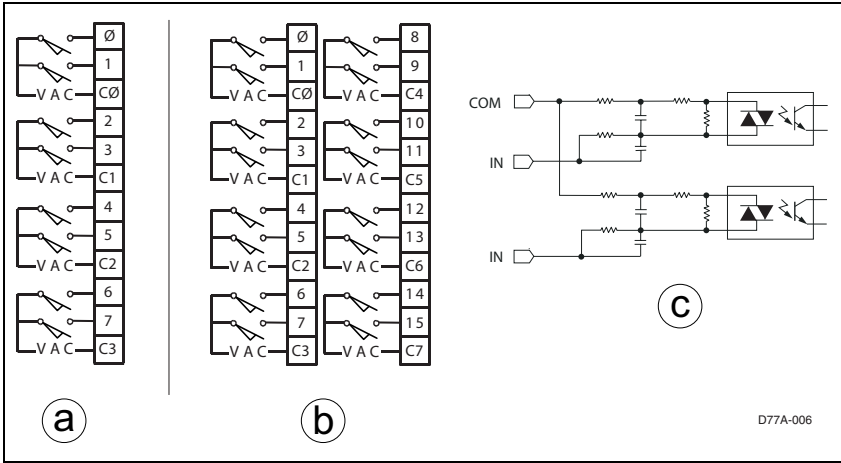 Ø
1
V A C CØ
2
3
V A C C1
4
5
V A C C2
6
7
V A C C3
a
Ø
1
V A C CØ
2
3
V A C C1
4
5
V A C C2
6
7
V A C C3
8
9
V A C C4
10
11
V A C C5
12
13
V A C C6
14
15
V A C C7
b
COM
IN
IN
c
D77A-006